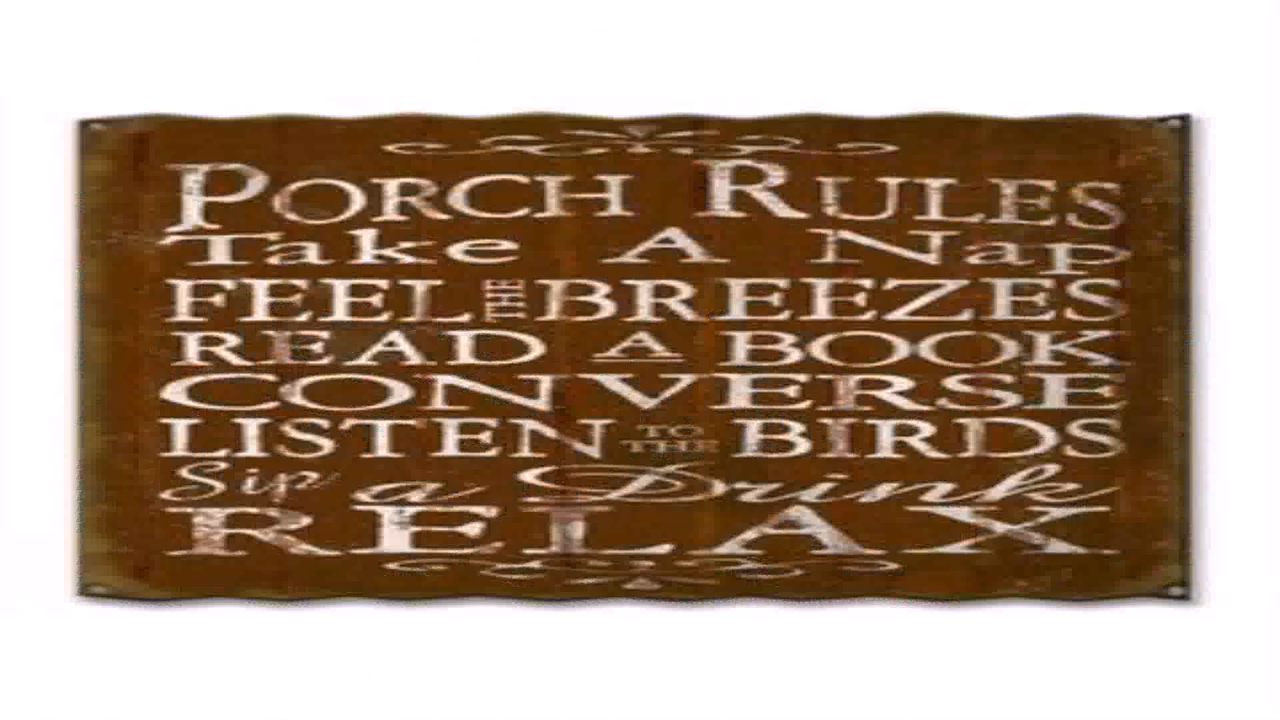 PORCH RULES
Take A Nap
FEEL THE BREEZES
READ A BOOK
CONVERSE
LISTEN TO THE BIRDS
Sip a Drink
RELAX